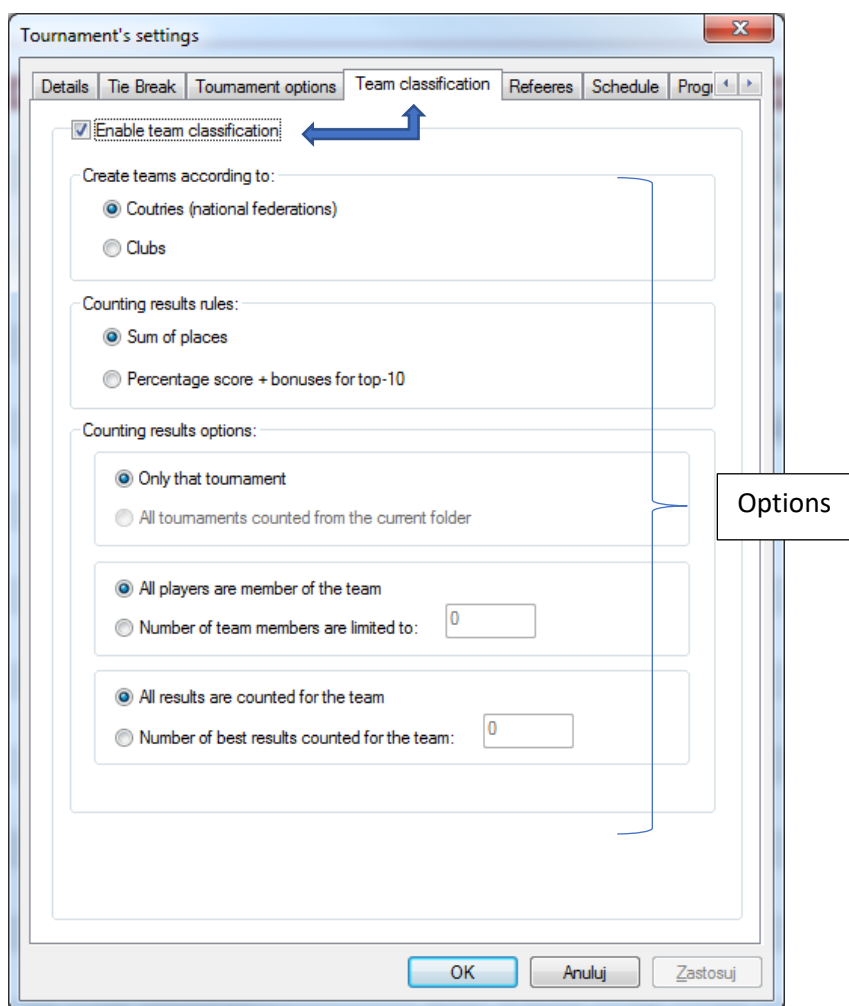 Tournament's settings
Details Tie Break Tournament options Team classification Refeeres Schedule Progr
Enable team classification
Create teams according to:
Coutries (national federations)
Clubs
Counting results rules:
Sum of places
Percentage score + bonuses for top-10
Counting results options:
Only that tournament
All tournaments counted from the current folder
Options
All players are member of the team
Number of team members are limited to: 0
All results are counted for the team
Number of best results counted for the team: 0
OK Anuluj Zastosuj